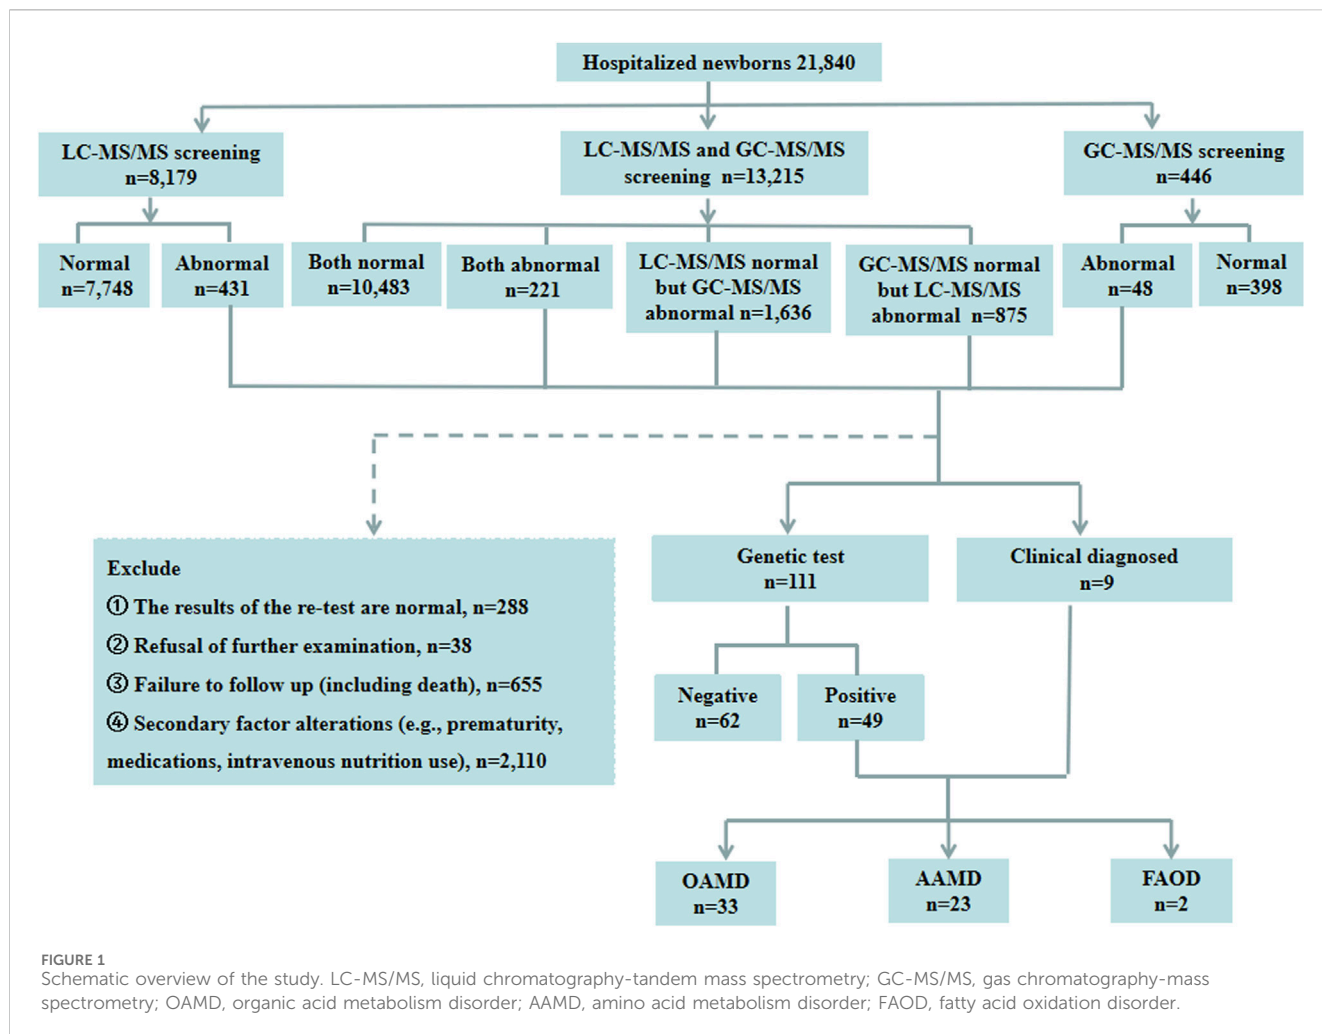 Hospitalized newborns 21,840
LC-MS/MS screening
n=8,179
LC-MS/MS and GC-MS/MS
screening n=13,215
GC-MS/MS screening
n=446
Normal
n=7,748
Abnormal
n=431
Both normal
n=10,483
Both abnormal
n=221
LC-MS/MS normal
but GC-MS/MS
abnormal n=1,636
GC-MS/MS normal
but LC-MS/MS
abnormal n=875
Abnormal
n=48
Normal
n=398
Exclude
① The results of the re-test are normal, n=288
② Refusal of further examination, n=38
③ Failure to follow up (including death), n=655
④ Secondary factor alterations (e.g., prematurity,
medications, intravenous nutrition use), n=2,110
Genetic test
n=111
Clinical diagnosed
n=9
Negative
n=62
Positive
n=49
OAMD
n=33
AAMD
n=23
FAOD
n=2
FIGURE 1
Schematic overview of the study. LC-MS/MS, liquid chromatography-tandem mass spectrometry; GC-MS/MS, gas chromatography-mass
spectrometry; OAMD, organic acid metabolism disorder; AAMD, amino acid metabolism disorder; FAOD, fatty acid oxidation disorder.